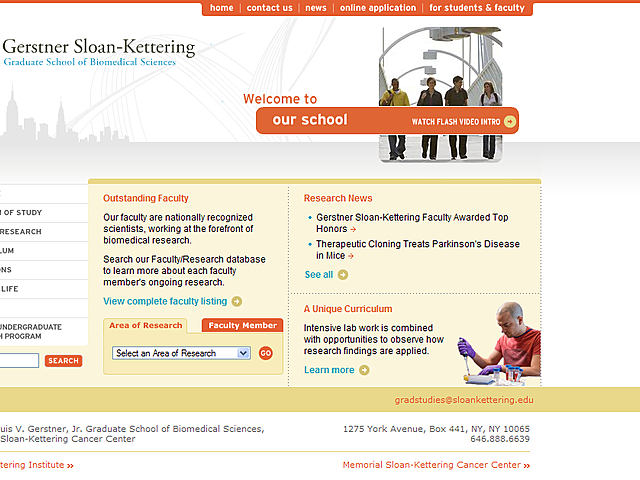 home | contact us | news | online application | for students & faculty
Gerstner Sloan-Kettering
Graduate School of Biomedical Sciences
Welcome to
our school
WATCH FLASH VIDEO INTRO
OF STUDY
RESEARCH
LIFE
UNDERGRADUATE
PROGRAM
SEARCH
Outstanding Faculty
Our faculty are nationally recognized
scientists, working at the forefront of
biomedical research.
Search our Faculty/Research database
to learn more about each faculty
member's ongoing research.
View complete faculty listing
Area of Research
Faculty Member
Select an Area of Research
GO
Research News
Gerstner Sloan-Kettering Faculty Awarded Top
Honors
Therapeutic Cloning Treats Parkinson's Disease
in Mice
See all
A Unique Curriculum
Intensive lab work is combined
with opportunities to observe how
research findings are applied.
Learn more
gradstudies@sloankettering.edu
uis V. Gerstner, Jr. Graduate School of Biomedical Sciences,
Sloan-Kettering Cancer Center
1275 York Avenue, Box 441, NY, NY 10065
646.888.6639
tering Institute »
Memorial Sloan-Kettering Cancer Center »